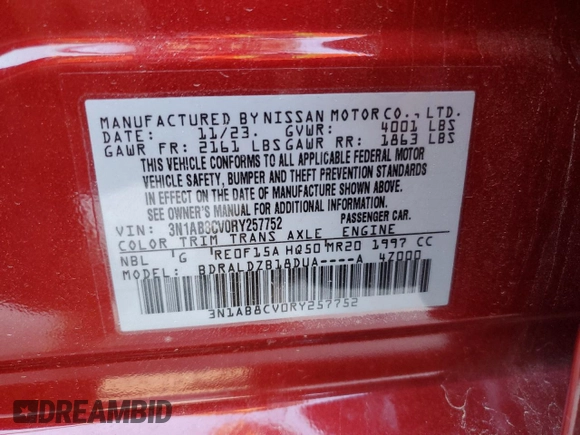 MANUFACTURED BY NISSAN MOTOR CO., LTD.
DATE: 11/23. GVWR: 4001 LBS
GAWR FR: 2161 LBS GAWR RR: 1863 LBS
THIS VEHICLE CONFORMS TO ALL APPLICABLE FEDERAL MOTOR
VEHICLE SAFETY, BUMPER AND THEFT PREVENTION STANDARDS
IN EFFECT ON THE DATE OF MANUFACTURE SHOWN ABOVE.
SEE OWNER'S MANUAL FOR ADDITIONAL INFORMATION.
VIN: 3N1AB8CV0RY257752 PASSENGER CAR.
COLOR TRIM TRANS AXLE ENGINE
NBL G RE0F15A HQ50 MR20 1997 CC
MODEL: BDRALDZB18DUA----A 47000
3N1AB8CV0RY257752
DREAMBID